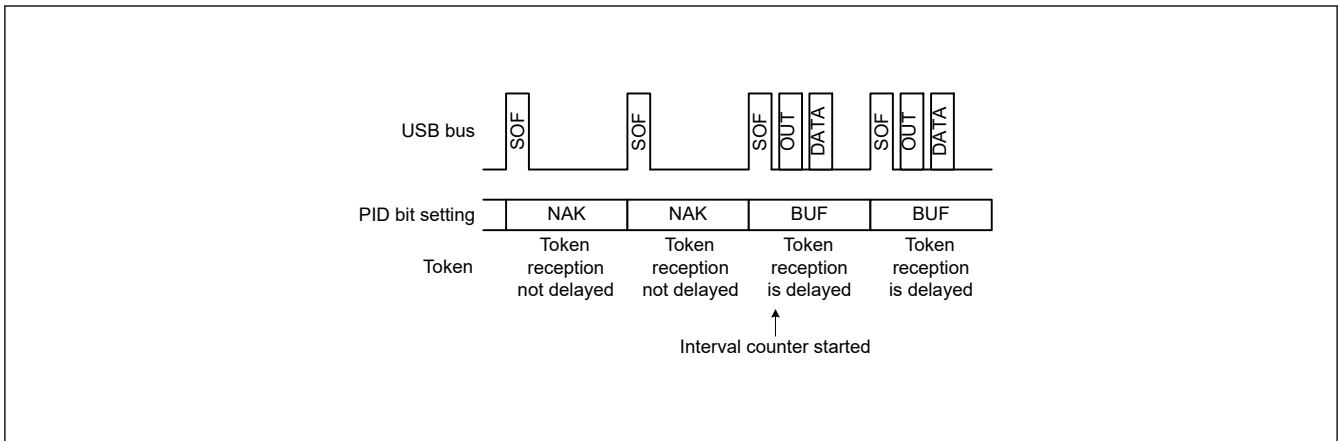 USB bus
SOF
SOF
SOF
OUT
DATA
SOF
OUT
DATA
PID bit setting
NAK
NAK
BUF
BUF
Token
Token
reception
not delayed
Token
reception
not delayed
Token
reception
is delayed
Token
reception
is delayed
Interval counter started